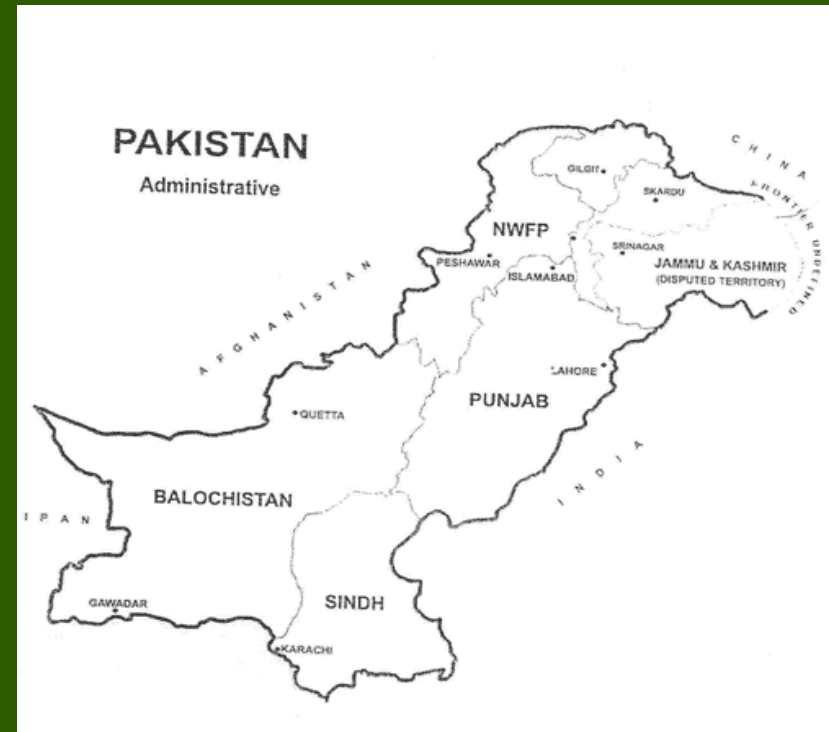 PAKISTAN
Administrative
CHINA
FRONTIER UNDEFINED
GILGIT
SKARDU
NWFP
SRINAGAR
PESHAWAR
ISLAMABAD
JAMMU & KASHMIR
(DISPUTED TERRITORY)
AFGHANISTAN
LAHORE
PUNJAB
QUETTA
INDIA
BALOCHISTAN
IPAN
SINDH
GAWADAR
KARACHI